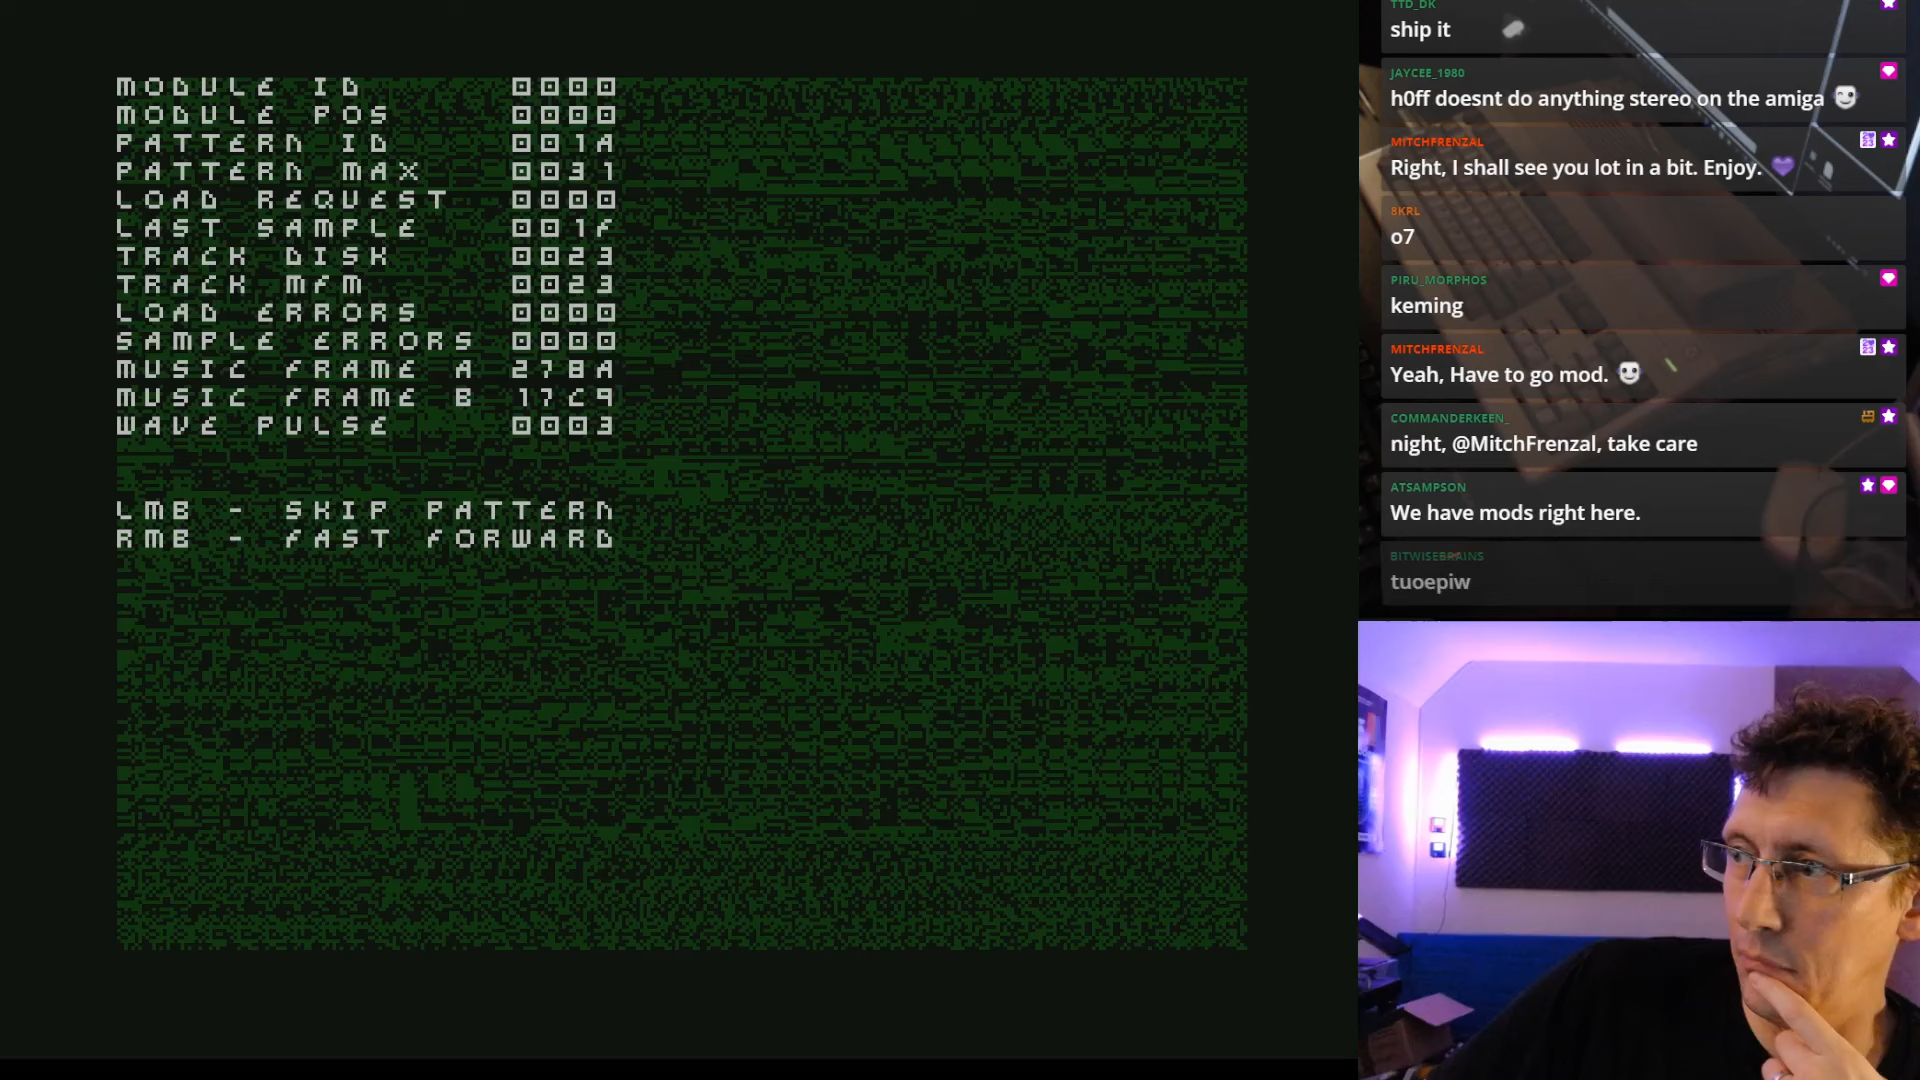 MODULE ID 0000
MODULE POS 0000
PATTERN ID 001A
PATTERN MAX 0031
LOAD REQUEST 0000
LAST SAMPLE 001F
TRACK DISK 0023
TRACK MFM 0023
LOAD ERRORS 0000
SAMPLE ERRORS 0000
MUSIC FRAME A 278A
MUSIC FRAME B 17C9
WAVE PULSE 0003
LMB - SKIP PATTERN
RMB - FAST FORWARD
TTD_DK
ship it
JAYCEE_1980
h0ff doesnt do anything stereo on the amiga
MITCHFRENZAL
Right, I shall see you lot in a bit. Enjoy.
8KRL
o7
PIRU_MORPHOS
keming
MITCHFRENZAL
Yeah, Have to go mod.
COMMANDERKEEN_
night, @MitchFrenzal, take care
ATSAMPSON
We have mods right here.
BITWISEBRAINS
tuoepiw